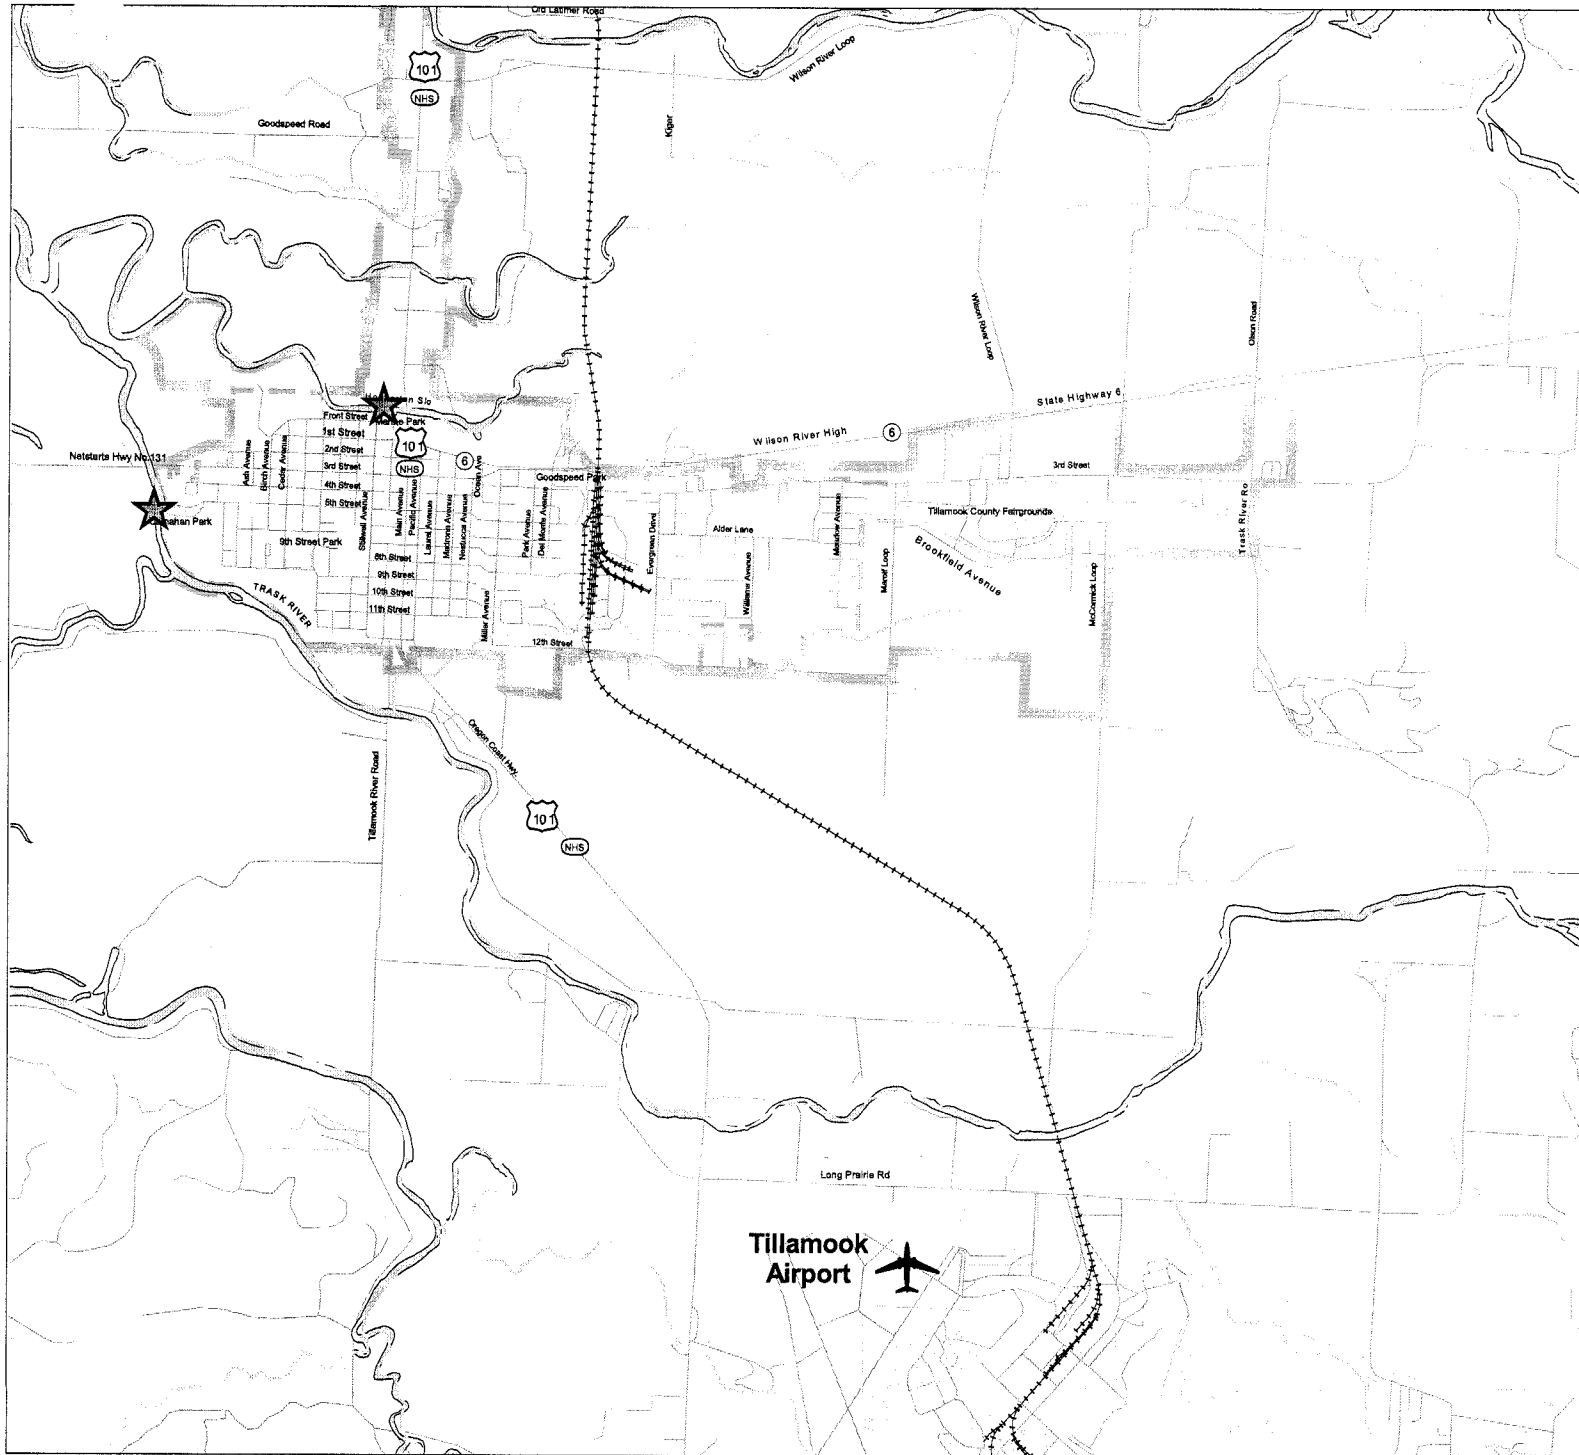 Old Latimer Road
101
NHS
Wilson River Loop
Goodspeed Road
Kiger
Wilson River Loop
Olson Road
State Highway 6
Front Street
Park
1st Street
101
Wilson River High
6
2nd Street
Netstarts Hwy No.131
3rd Street
NHS
6
3rd Street
Goodspeed Park
4th Street
5th Street
Ash Avenue
Birch Avenue
Cedar Avenue
Stillwell Avenue
Main Avenue
Pacific Avenue
Laurel Avenue
Madrona Avenue
Nestucca Avenue
Ocean Ave
Park Avenue
Del Monte Avenue
Evergreen Drive
Alder Lane
Meadow Avenue
Tillamook County Fairgrounds
Trask River Ro
Park
9th Street Park
8th Street
9th Street
10th Street
11th Street
Brookfield Avenue
Williams Avenue
Marolf Loop
McCormick Loop
TRASK RIVER
Miller Avenue
12th Street
Oregon Coast Hwy
Tillamook River Road
101
NHS
Long Prairie Rd
Tillamook
Airport